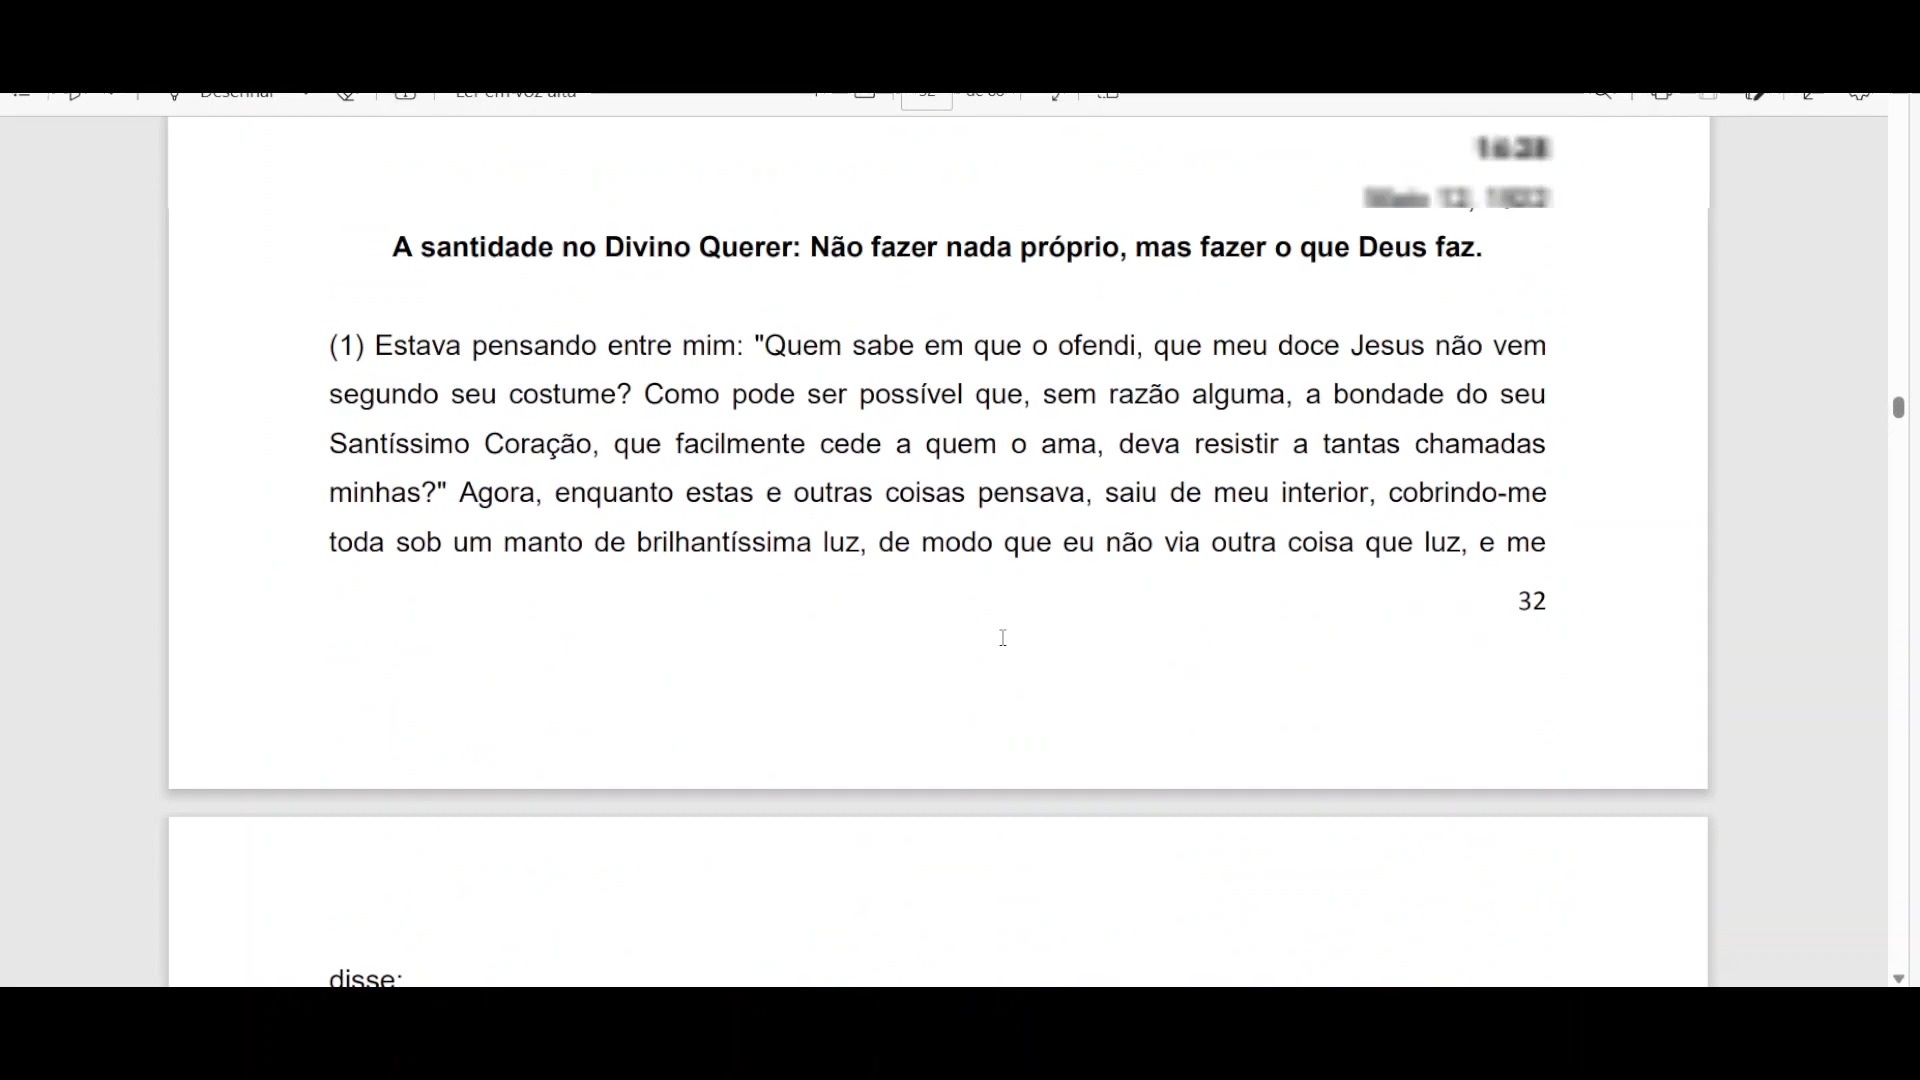 A santidade no Divino Querer: Não fazer nada próprio, mas fazer o que Deus faz.
(1) Estava pensando entre mim: "Quem sabe em que o ofendi, que meu doce Jesus não vem
segundo seu costume? Como pode ser possível que, sem razão alguma, a bondade do seu
Santíssimo Coração, que facilmente cede a quem o ama, deva resistir a tantas chamadas
minhas?" Agora, enquanto estas e outras coisas pensava, saiu de meu interior, cobrindo-me
toda sob um manto de brilhantíssima luz, de modo que eu não via outra coisa que luz, e me
32
disse: